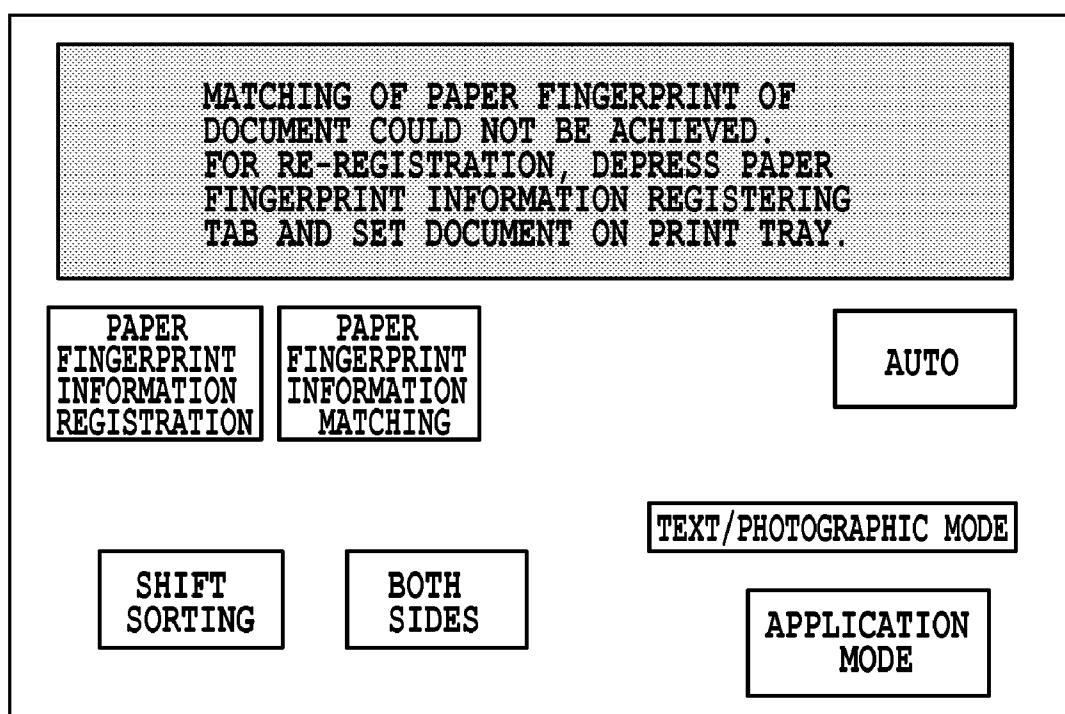 MATCHING OF PAPER FINGERPRINT OF
DOCUMENT COULD NOT BE ACHIEVED.
FOR RE-REGISTRATION, DEPRESS PAPER
FINGERPRINT INFORMATION REGISTERING
TAB AND SET DOCUMENT ON PRINT TRAY.
PAPER
FINGERPRINT
INFORMATION
REGISTRATION
PAPER
FINGERPRINT
INFORMATION
MATCHING
AUTO
TEXT/PHOTOGRAPHIC MODE
SHIFT
SORTING
BOTH
SIDES
APPLICATION
MODE